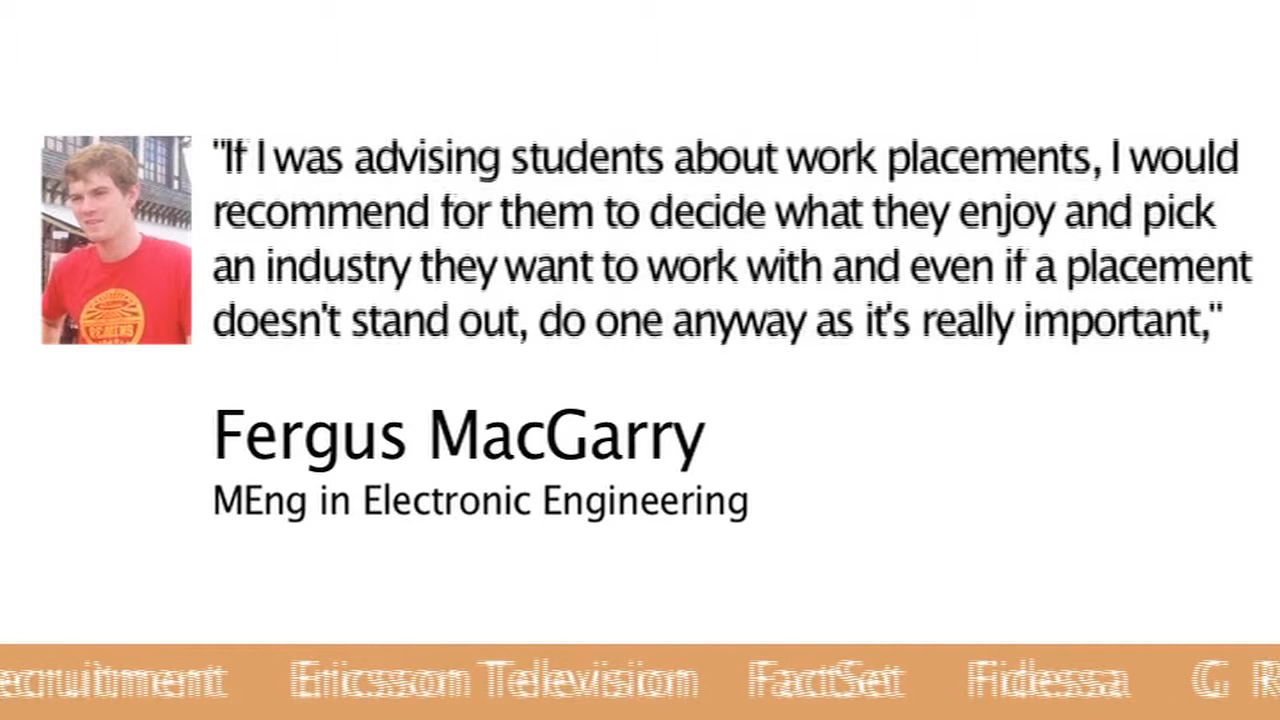 "If I was advising students about work placements, I would
recommend for them to decide what they enjoy and pick
an industry they want to work with and even if a placement
doesn't stand out, do one anyway as it's really important,"
Fergus MacGarry
MEng in Electronic Engineering
ecruitment Ericsson Television FactSet Fidessa G R